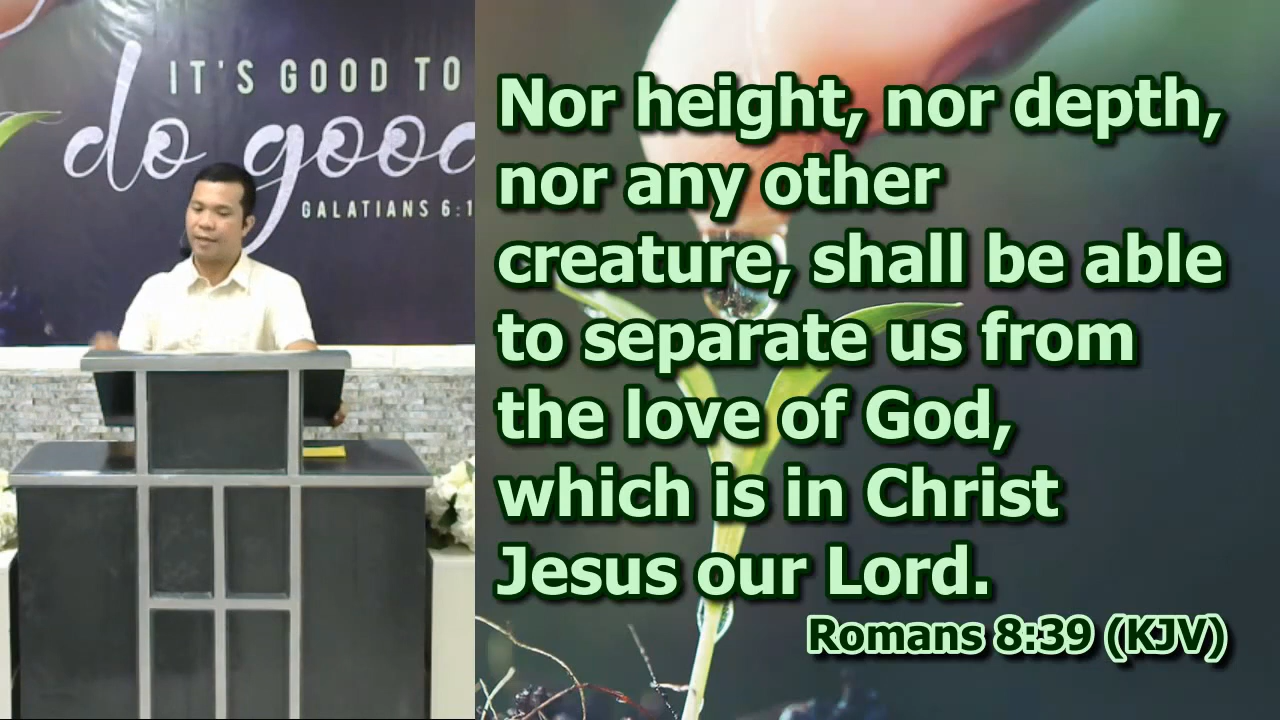 IT'S GOOD TO
do good
GALATIANS 6:1
Nor height, nor depth,
nor any other
creature, shall be able
to separate us from
the love of God,
which is in Christ
Jesus our Lord.
Romans 8:39 (KJV)